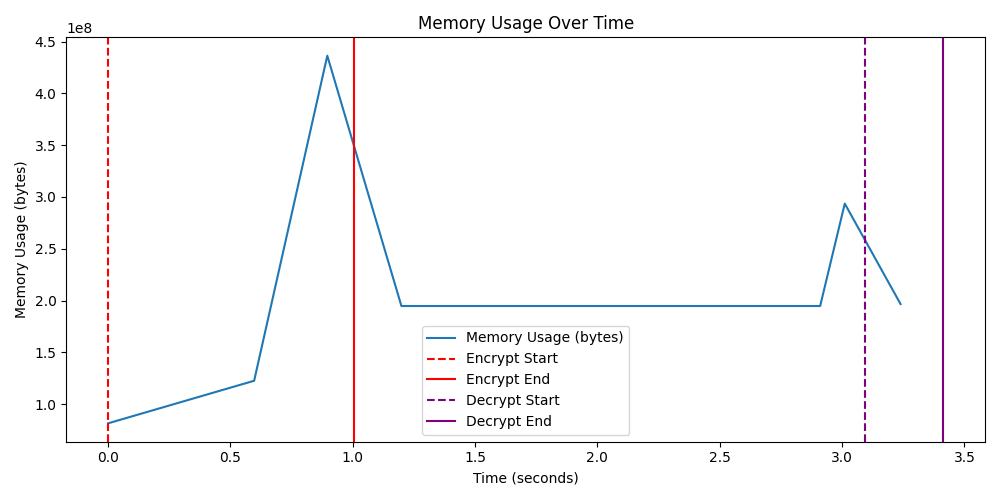 Memory Usage Over Time
1e8
4.5
4.0
3.5
3.0
2.5
2.0
1.5
1.0
Memory Usage (bytes)
Memory Usage (bytes)
Encrypt Start
Encrypt End
Decrypt Start
Decrypt End
0.0 0.5 1.0 1.5 2.0 2.5 3.0 3.5
Time (seconds)